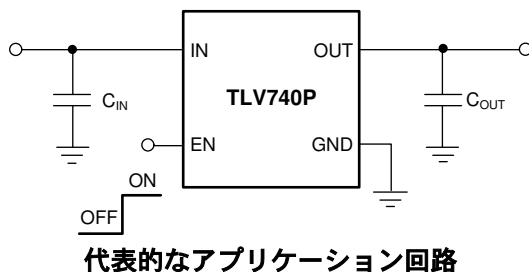 IN
OUT
TLV740P
C_IN
C_OUT
EN
GND
ON
OFF
代表的なアプリケーション回路